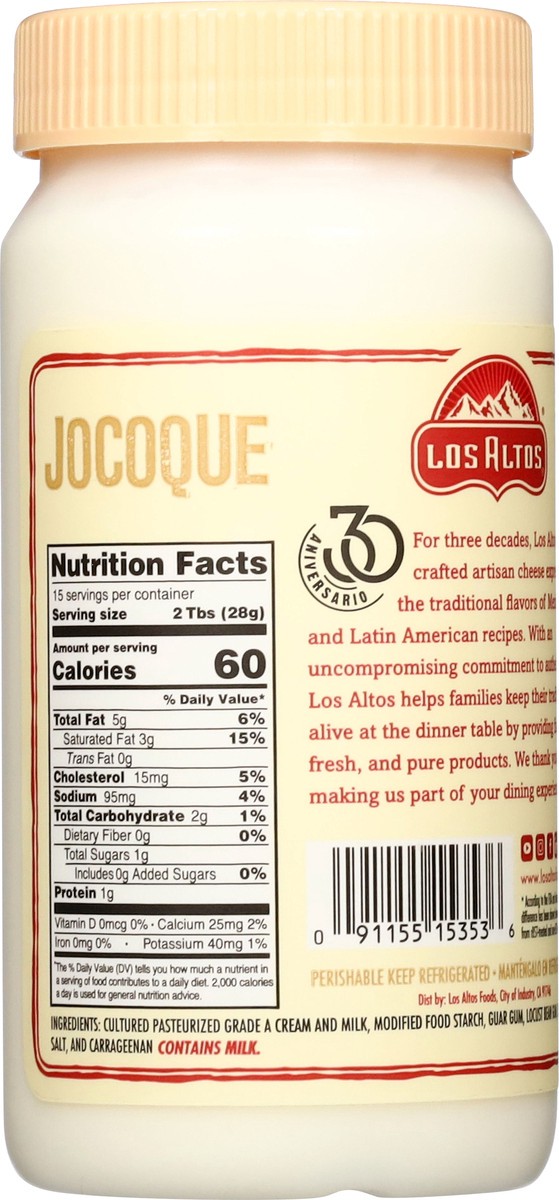 JOCOQUE
LOS ALTOS
®
30
ANIVERSARIO
For three decades, Los
crafted artisan cheese
the traditional flavors of
and Latin American recipes. With an
uncompromising commitment to
Los Altos helps families keep their
alive at the dinner table by providing
fresh, and pure products. We thank you
making us part of your dining
Nutrition Facts
15 servings per container
Serving size 2 Tbs (28g)
Amount per serving
Calories 60
% Daily Value*
Total Fat 5g 6%
Saturated Fat 3g 15%
Trans Fat 0g
Cholesterol 15mg 5%
Sodium 95mg 4%
Total Carbohydrate 2g 1%
Dietary Fiber 0g 0%
Total Sugars 1g
Includes 0g Added Sugars 0%
Protein 1g
Vitamin D 0mcg 0% · Calcium 25mg 2%
Iron 0mg 0% · Potassium 40mg 1%
*The % Daily Value (DV) tells you how much a nutrient in
a serving of food contributes to a daily diet. 2,000 calories
a day is used for general nutrition advice.
0 91155 15353 6
PERISHABLE KEEP REFRIGERATED • MANTÉNGALO EN
Dist by: Los Altos Foods, City of Industry, CA 91746
INGREDIENTS: CULTURED PASTEURIZED GRADE A CREAM AND MILK, MODIFIED FOOD STARCH, GUAR GUM, LOCUST BEAN
SALT, AND CARRAGEENAN CONTAINS MILK.